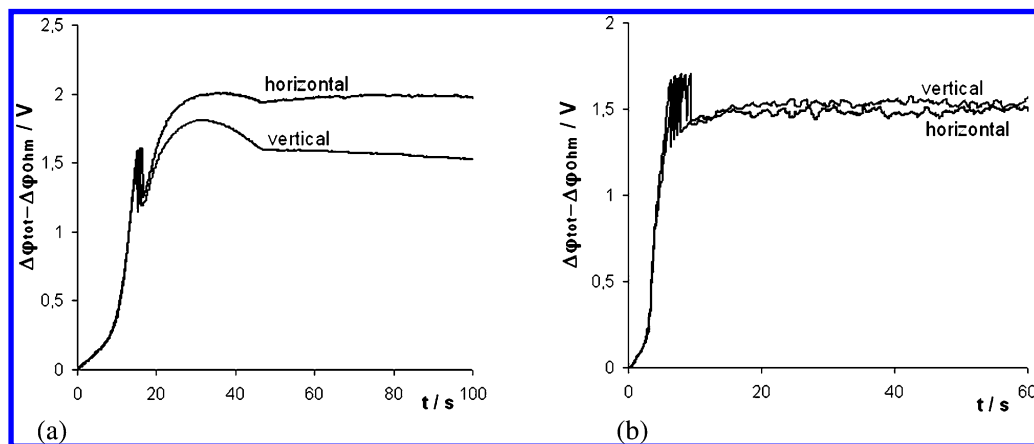 2,5
2
1,5
1
0,5
0
Δφtot−ΔφOhm / V
horizontal
vertical
0 20 40 60 80 100
t / s
(a)
2
1,5
1
0,5
0
Δφtot−ΔφOhm / V
vertical
horizontal
0 20 40 60
t / s
(b)